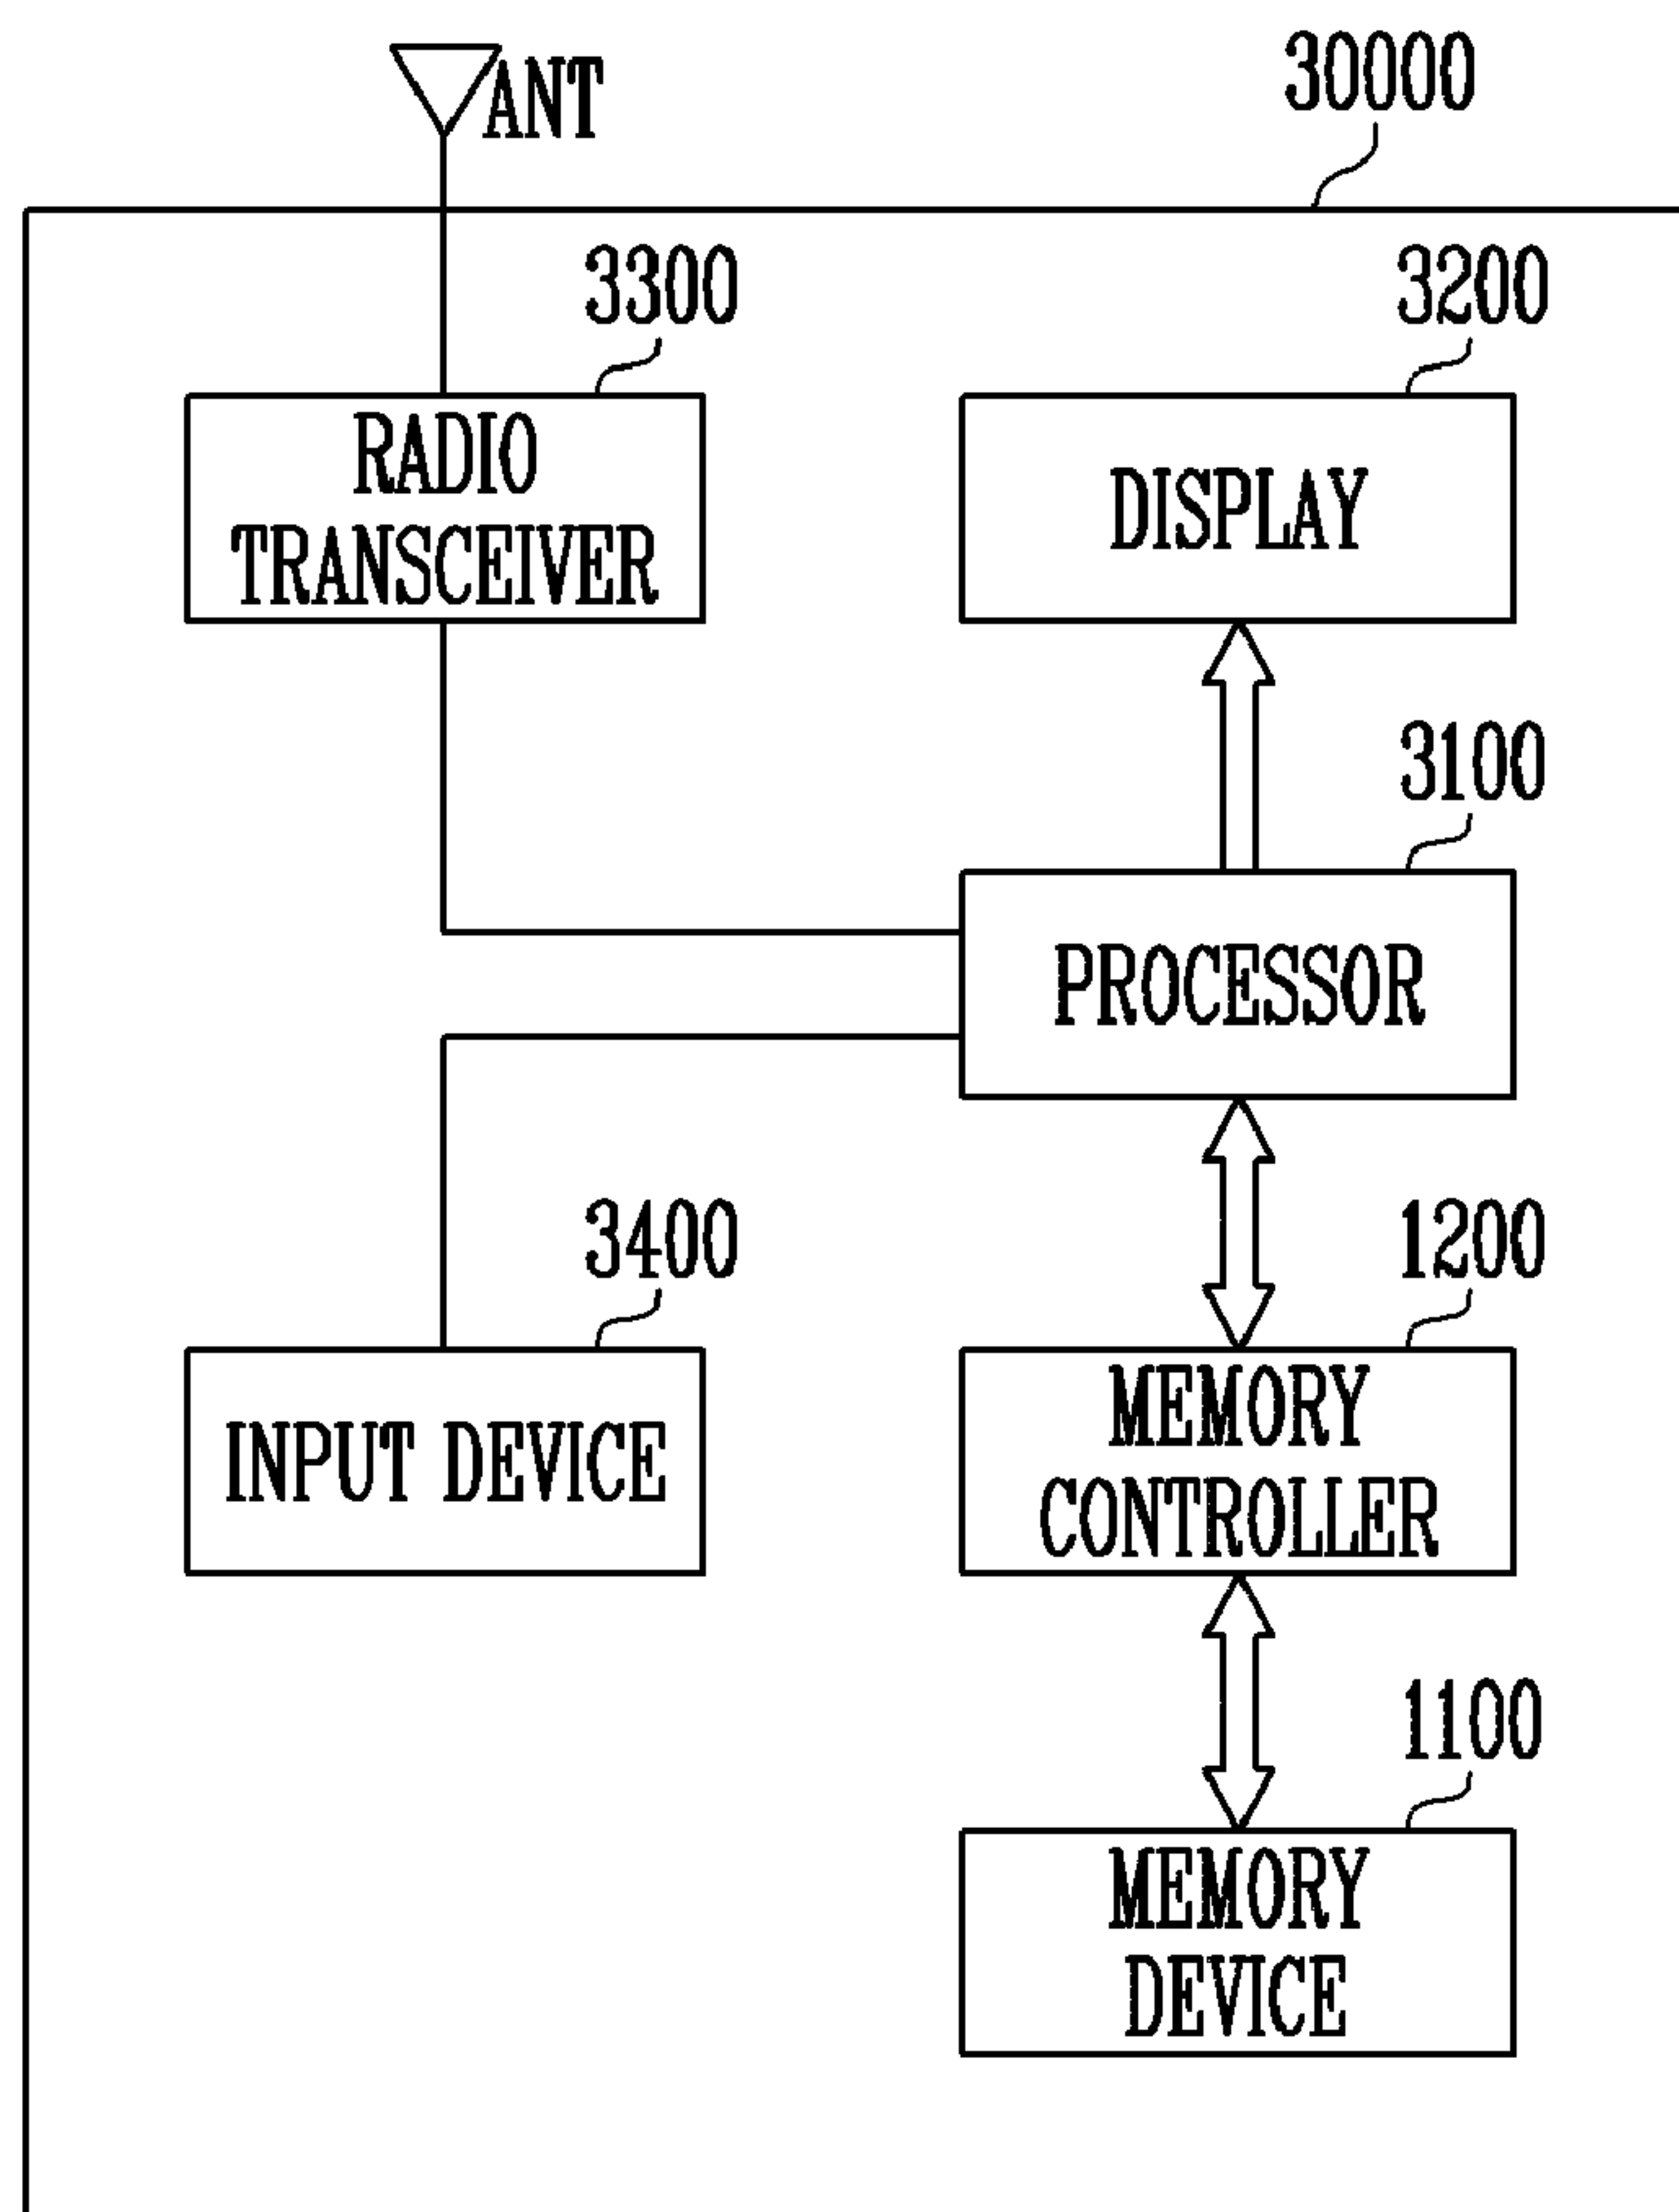 ANT
30000
3300
3200
RADIO
TRANSCEIVER
DISPLAY
3100
PROCESSOR
3400
1200
INPUT DEVICE
MEMORY
CONTROLLER
1100
MEMORY
DEVICE